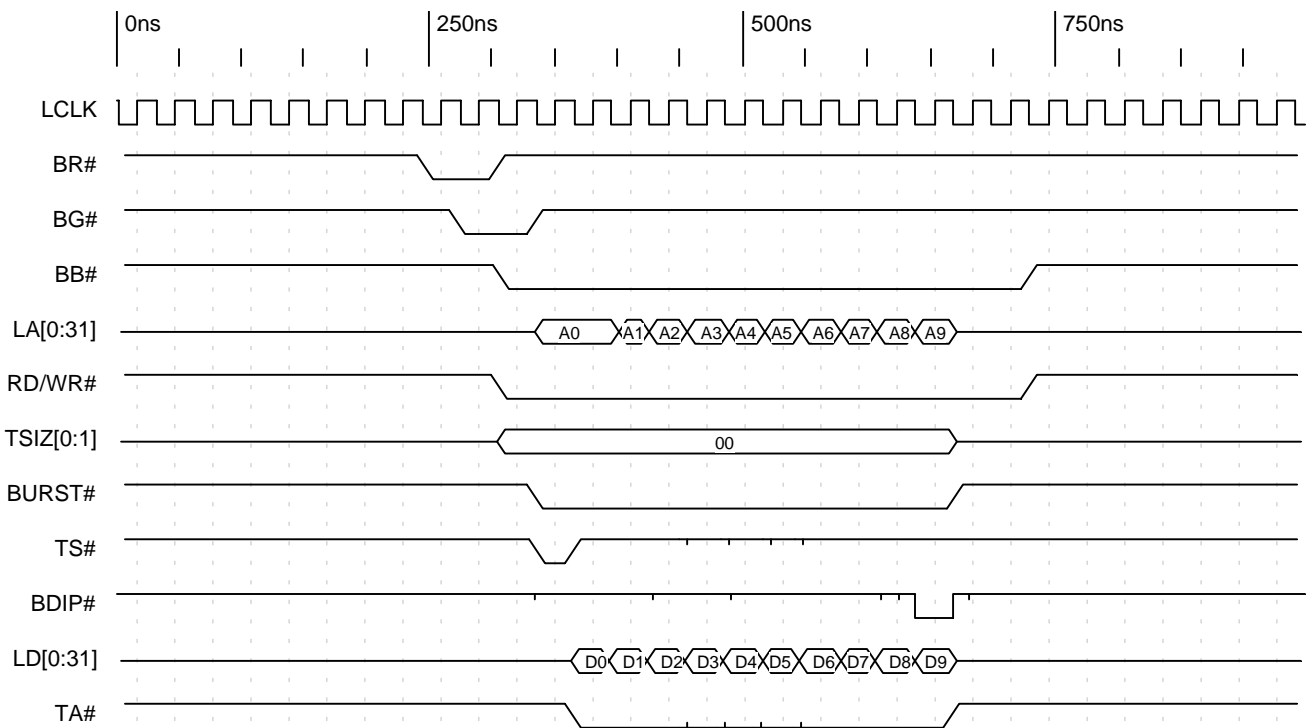 0ns 250ns 500ns 750ns
LCLK
BR#
BG#
BB#
LA[0:31] A0 A1 A2 A3 A4 A5 A6 A7 A8 A9
RD/WR#
TSIZ[0:1] 00
BURST#
TS#
BDIP#
LD[0:31] D0 D1 D2 D3 D4 D5 D6 D7 D8 D9
TA#